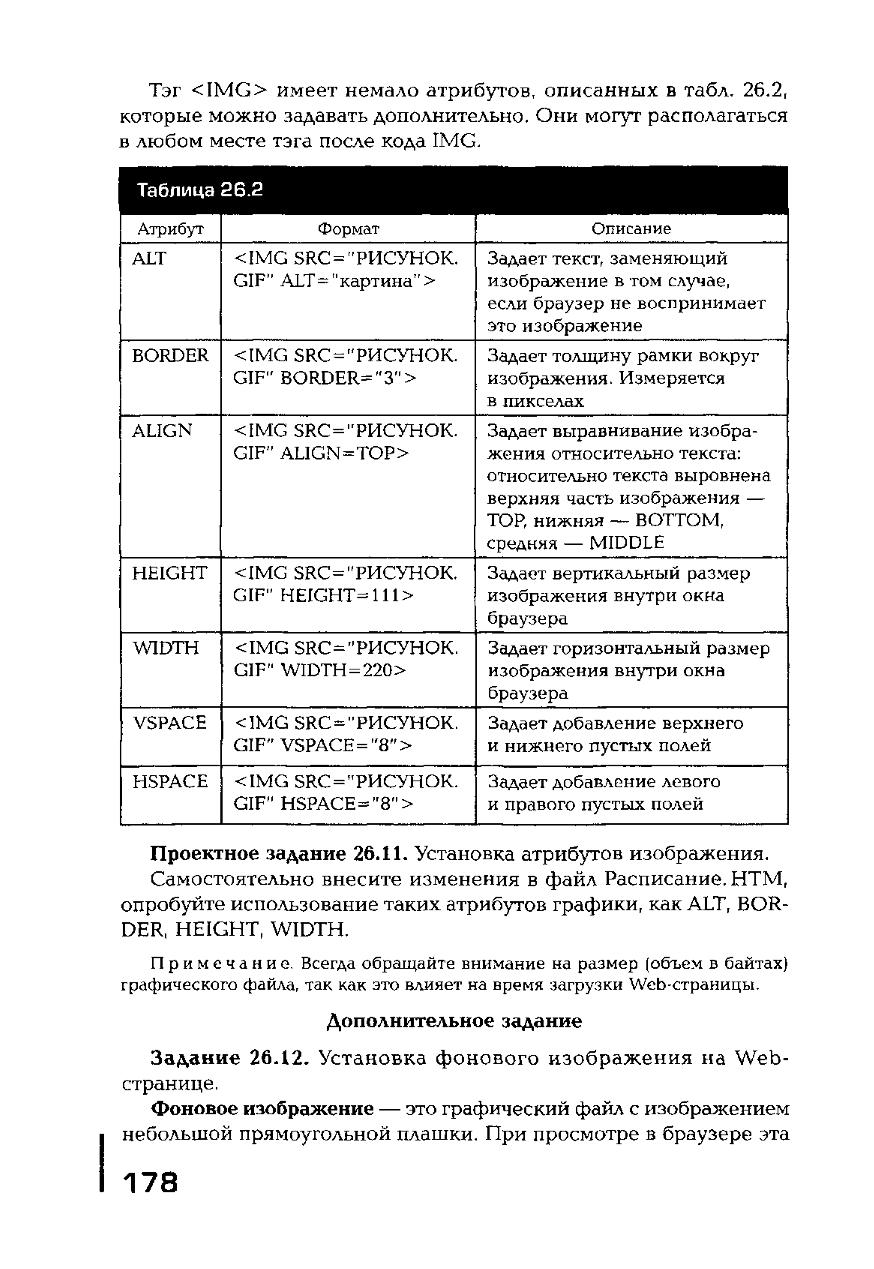 Тэг <IMG> имеет немало атрибутов, описанных в табл. 26.2,
которые можно задавать дополнительно. Они могут располагаться
в любом месте тэга после кода IMG.
Таблица 26.2
Атрибут Формат Описание
ALT <IMG SRC="РИСУНОК. Задает текст, заменяющий
GIF" ALT="картина"> изображение в том случае,
если браузер не воспринимает
это изображение
BORDER <IMG SRC="РИСУНОК. Задает толщину рамки вокруг
GIF" BORDER="3"> изображения. Измеряется
в пикселах
ALIGN <IMG SRC="РИСУНОК. Задает выравнивание изобра-
GIF" ALIGN=TOP> жения относительно текста:
относительно текста выровнена
верхняя часть изображения —
TOP, нижняя — BOTTOM,
средняя — MIDDLE
HEIGHT <IMG SRC="РИСУНОК. Задает вертикальный размер
GIF" HEIGHT=111> изображения внутри окна
браузера
WIDTH <IMG SRC="РИСУНОК. Задает горизонтальный размер
GIF" WIDTH=220> изображения внутри окна
браузера
VSPACE <IMG SRC="РИСУНОК. Задает добавление верхнего
GIF" VSPACE="8"> и нижнего пустых полей
HSPACE <IMG SRC="РИСУНОК. Задает добавление левого
GIF" HSPACE="8"> и правого пустых полей
Проектное задание 26.11. Установка атрибутов изображения.
Самостоятельно внесите изменения в файл Расписание.HTM,
опробуйте использование таких атрибутов графики, как ALT, BOR-
DER, HEIGHT, WIDTH.
Примечание. Всегда обращайте внимание на размер (объем в байтах)
графического файла, так как это влияет на время загрузки Web-страницы.
Дополнительное задание
Задание 26.12. Установка фонового изображения на Web-
странице.
Фоновое изображение — это графический файл с изображением
небольшой прямоугольной плашки. При просмотре в браузере эта
178